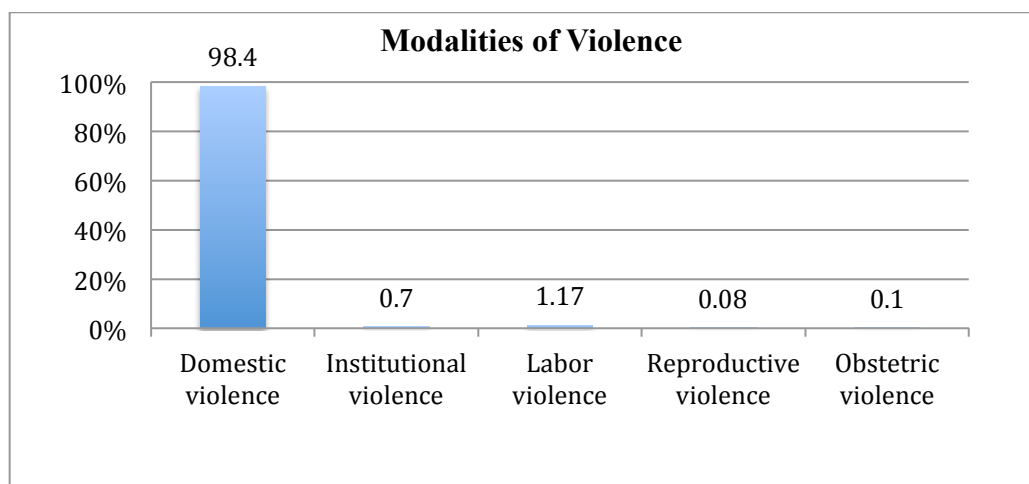 Modalities of Violence
98.4
100%
80%
60%
40%
20%
0%
0.7
1.17
0.08
0.1
Domestic violence
Institutional violence
Labor violence
Reproductive violence
Obstetric violence